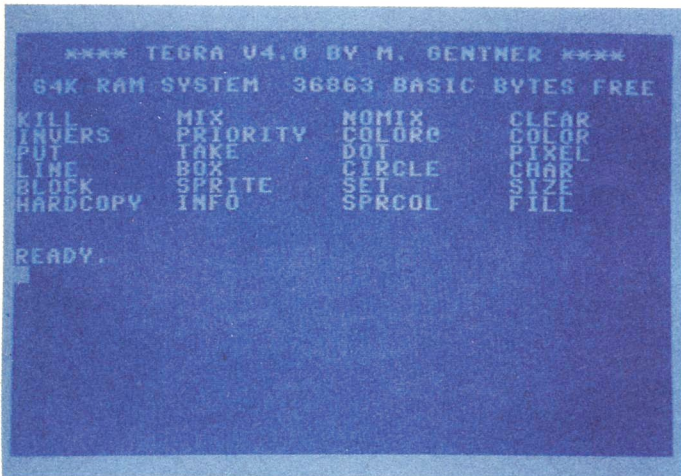 **** TEGRA V4.0 BY M. GENTNER ****
64K RAM SYSTEM 36863 BASIC BYTES FREE
KILL MIX NOMIX CLEAR
INVERS PRIORITY COLOR@ COLOR
PUT TAKE DOT PIXEL
LINE BOX CIRCLE CHAR
BLOCK SPRITE SET SIZE
HARDCOPY INFO SPRCOL FILL
READY.